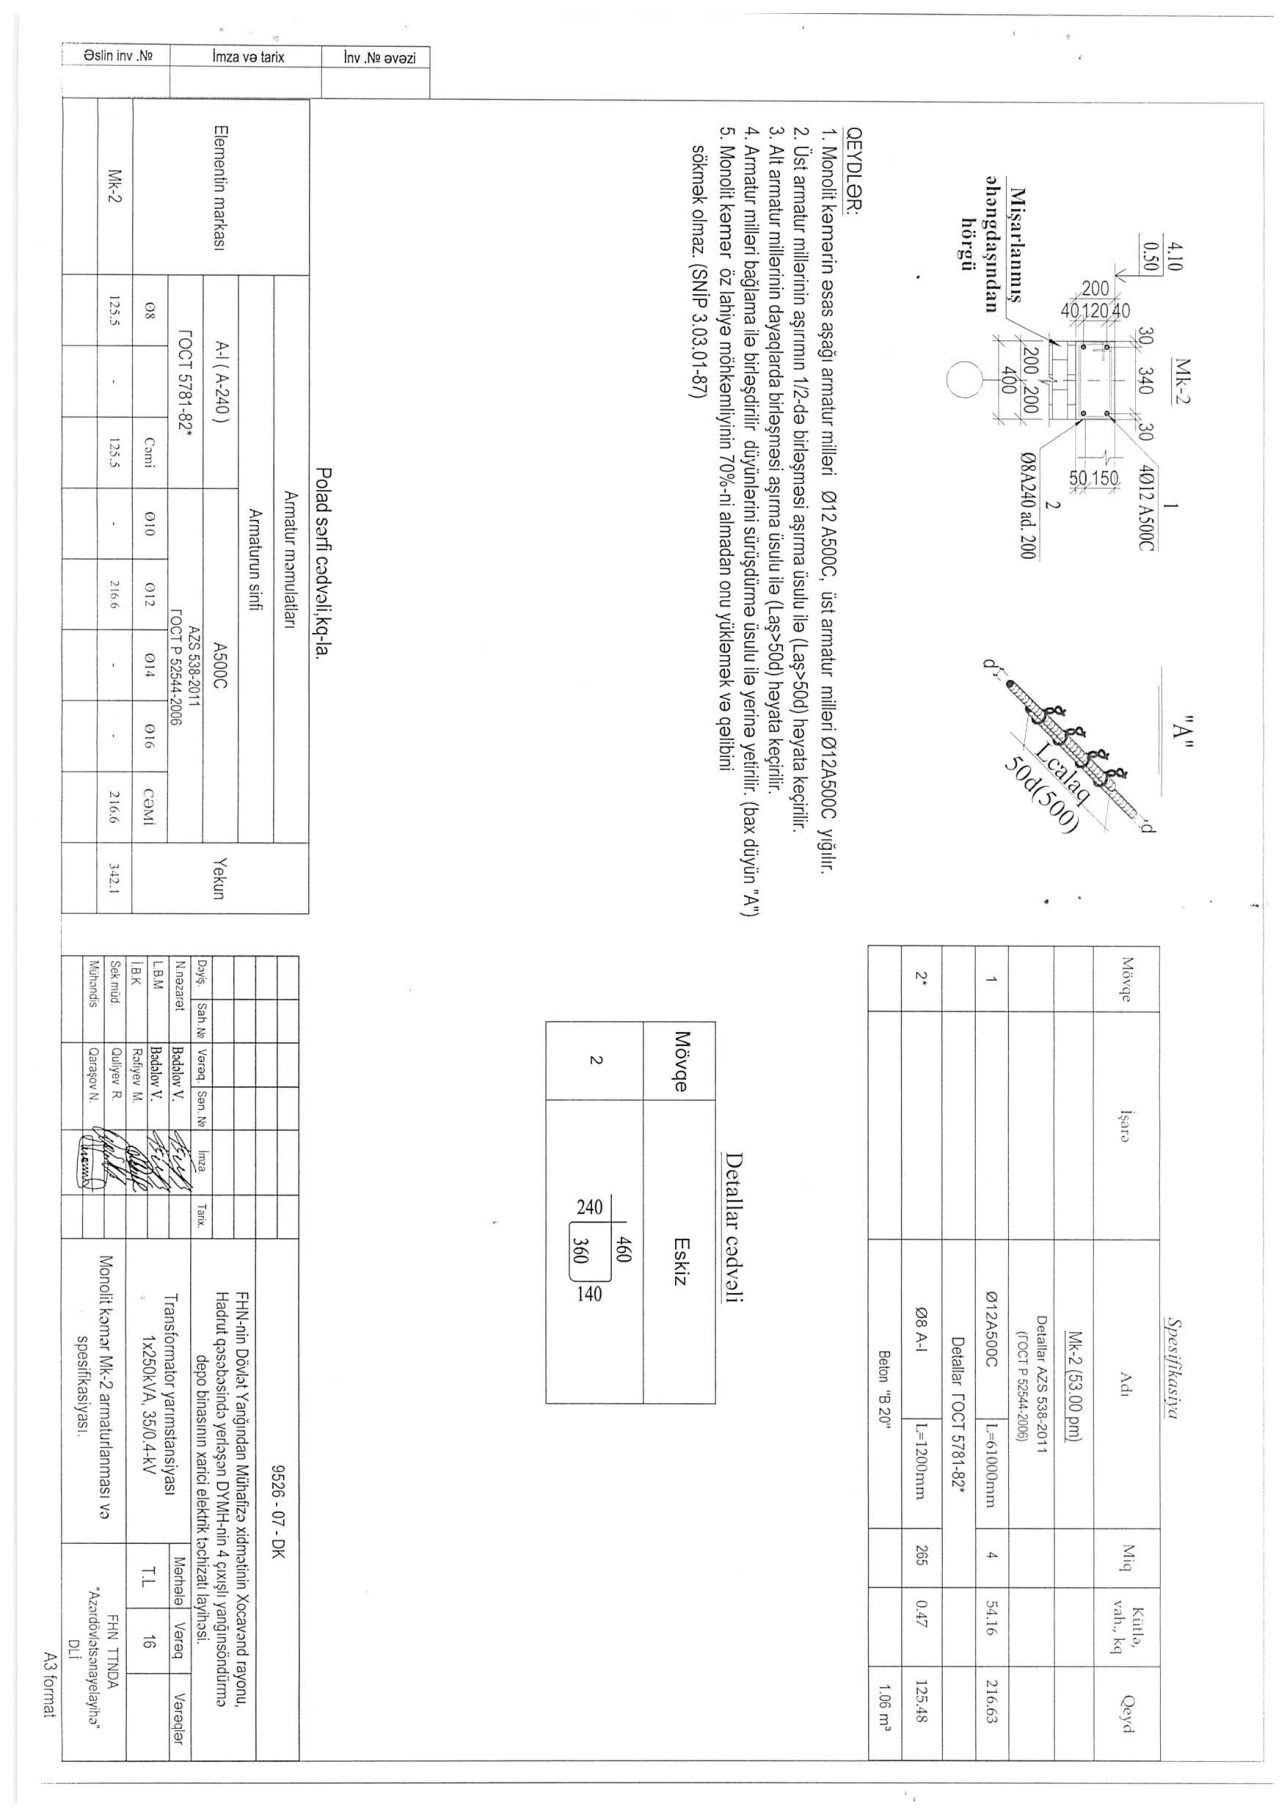 Əslin inv .№
İmza və tarix
İnv .№ əvəzi
Mk-2
4.10
0.50
200
40 120 40
30 340 30
4Ø12 A500C
1
50 150
2
Ø8A240 ad. 200
200 200
400
Mişarlanmış
əhəngdaşından
hörgü
"A"
d
d
Lcalaq
50d(500)
QEYDLƏR:
1. Monolit kəmərin əsas aşağı armatur milləri Ø12 A500C, üst armatur milləri Ø12A500C yığılır.
2. Üst armatur millərinin aşırımın 1/2-də birləşməsi aşırma üsulu ilə (Laş>50d) həyata keçirilir.
3. Alt armatur millərinin dayaqlarda birləşməsi aşırma üsulu ilə (Laş>50d) həyata keçirilir.
4. Armatur milləri bağlama ilə birləşdirilir düyünlərini sürüşdürmə üsulu ilə yerinə yetirilir. (bax düyün "A")
5. Monolit kəmər öz lahiyə möhkəmliyinin 70%-ni almadan onu yükləmək və qəlibini
sökmək olmaz. (SNİP 3.03.01-87)
Polad sərfi cədvəli,kq-la.
Elementin markası
Armatur məmulatları
Yekun
Armaturun sinfi
A-I ( A-240 )
A500C
ГОСТ 5781-82*
AZS 538-2011
ГОСТ Р 52544-2006
Ø8 Cəmi Ø10 Ø12 Ø14 Ø16 CƏMİ
Mk-2 125.5 - 125.5 - 216.6 - - 216.6 342.1
Spesifikasiya
Mövqe İşarə Adı Miq Kütlə, vah., kq Qeyd
Mk-2 (53.00 pm)
Detallar AZS 538-2011
(ГОСТ Р 52544-2006)
1 Ø12A500C L=61000mm 4 54.16 216.63
Detallar ГОСТ 5781-82*
2* Ø8 A-I L=1200mm 265 0.47 125.48
Beton "B 20" 1.06 m³
Detallar cədvəli
Mövqe Eskiz
2
460
240 360 140
9526 - 07 - DK
FHN-nin Dövlət Yanğından Mühafizə xidmətinin Xocavənd rayonu,
Hadrut qəsəbəsində yerləşən DYMH-nin 4 çıxışlı yanğınsöndürmə
depo binasının xarici elektrik təchizatı layihəsi.
Dəyiş. Sah.№ Vərəq. Sən. № İmza Tarix.
N.nəzarət Bədəlov V.
L.B.M Bədəlov V.
İ.B.K Rəfiyev M.
Sek.müd. Quliyev R.
Mühəndis Qaraşov N.
Transformator yarımstansiyası
1x250kVA, 35/0.4-kV
Mərhələ Vərəq Vərəqlər
T.L 16
Monolit kəmər Mk-2 armaturlanması və
spesifikasiyası.
FHN TTNDA
"Azərdövlətsənayelayihə"
DLİ
A3 format